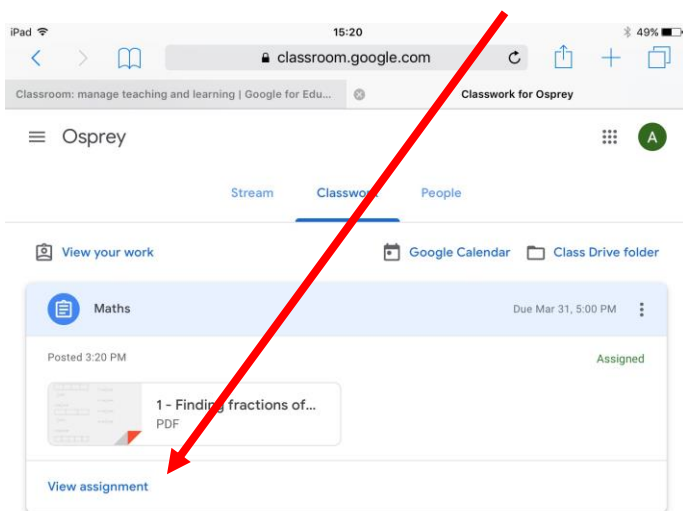 iPad 15:20 49%
classroom.google.com
Classroom: manage teaching and learning | Google for Edu... Classwork for Osprey
Osprey A
Stream Classwork People
View your work Google Calendar Class Drive folder
Maths Due Mar 31, 5:00 PM
Posted 3:20 PM Assigned
1 - Finding fractions of...
PDF
View assignment